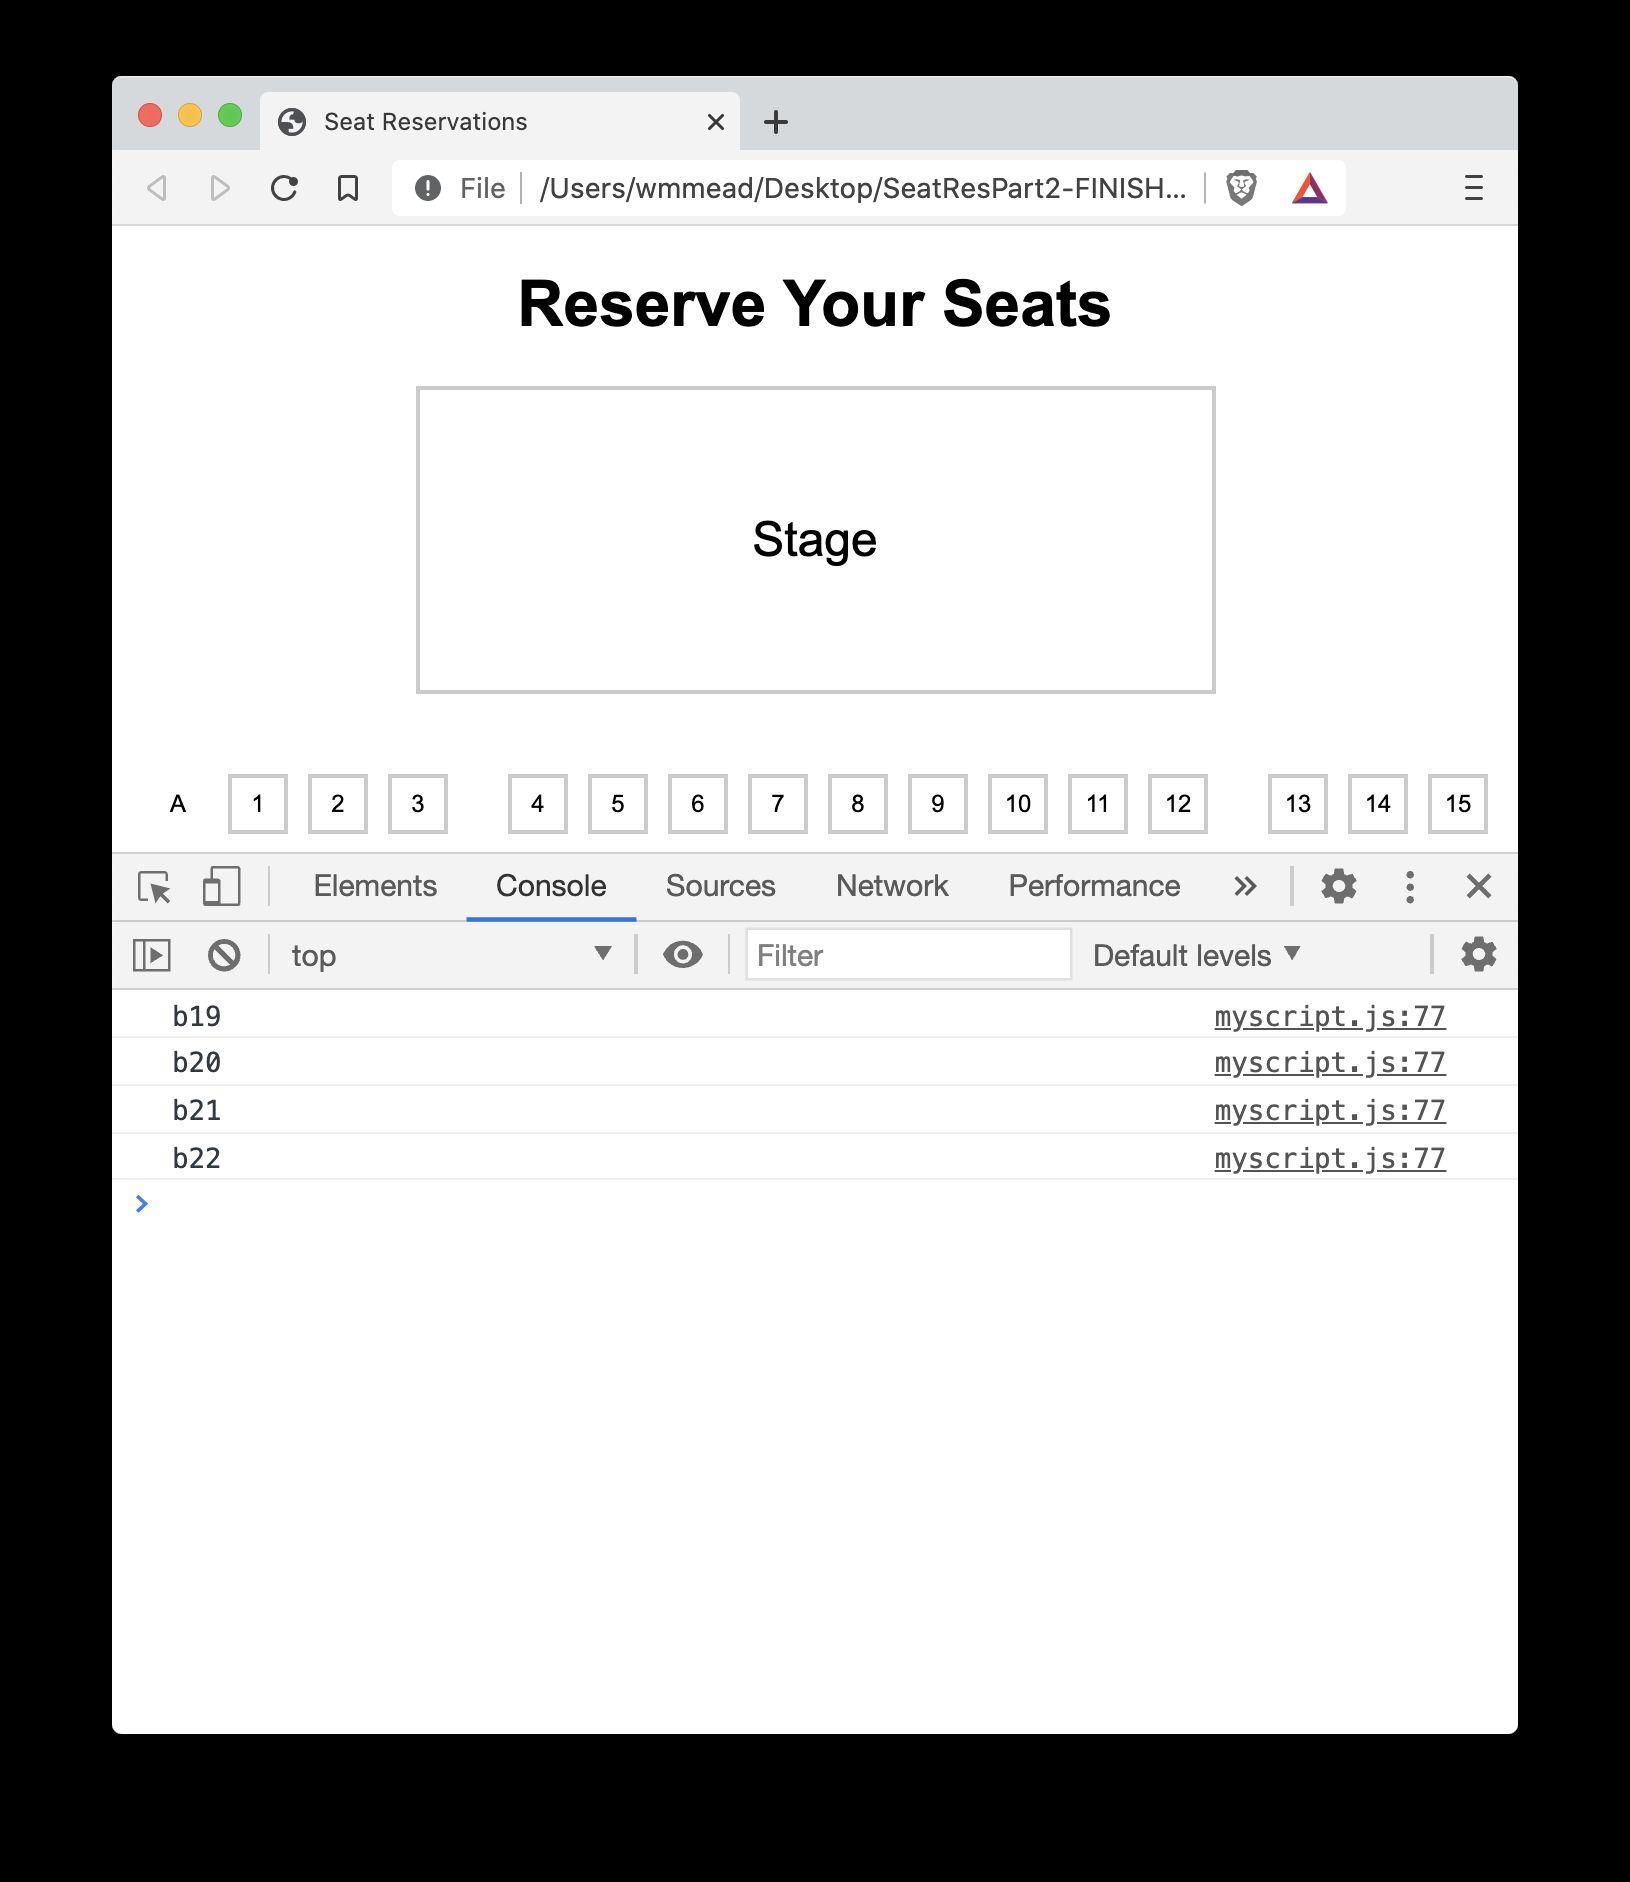 Seat Reservations
File /Users/wmmead/Desktop/SeatResPart2-FINISH...
Reserve Your Seats
Stage
A 1 2 3 4 5 6 7 8 9 10 11 12 13 14 15
Elements Console Sources Network Performance
top Filter Default levels
b19 myscript.js:77
b20 myscript.js:77
b21 myscript.js:77
b22 myscript.js:77